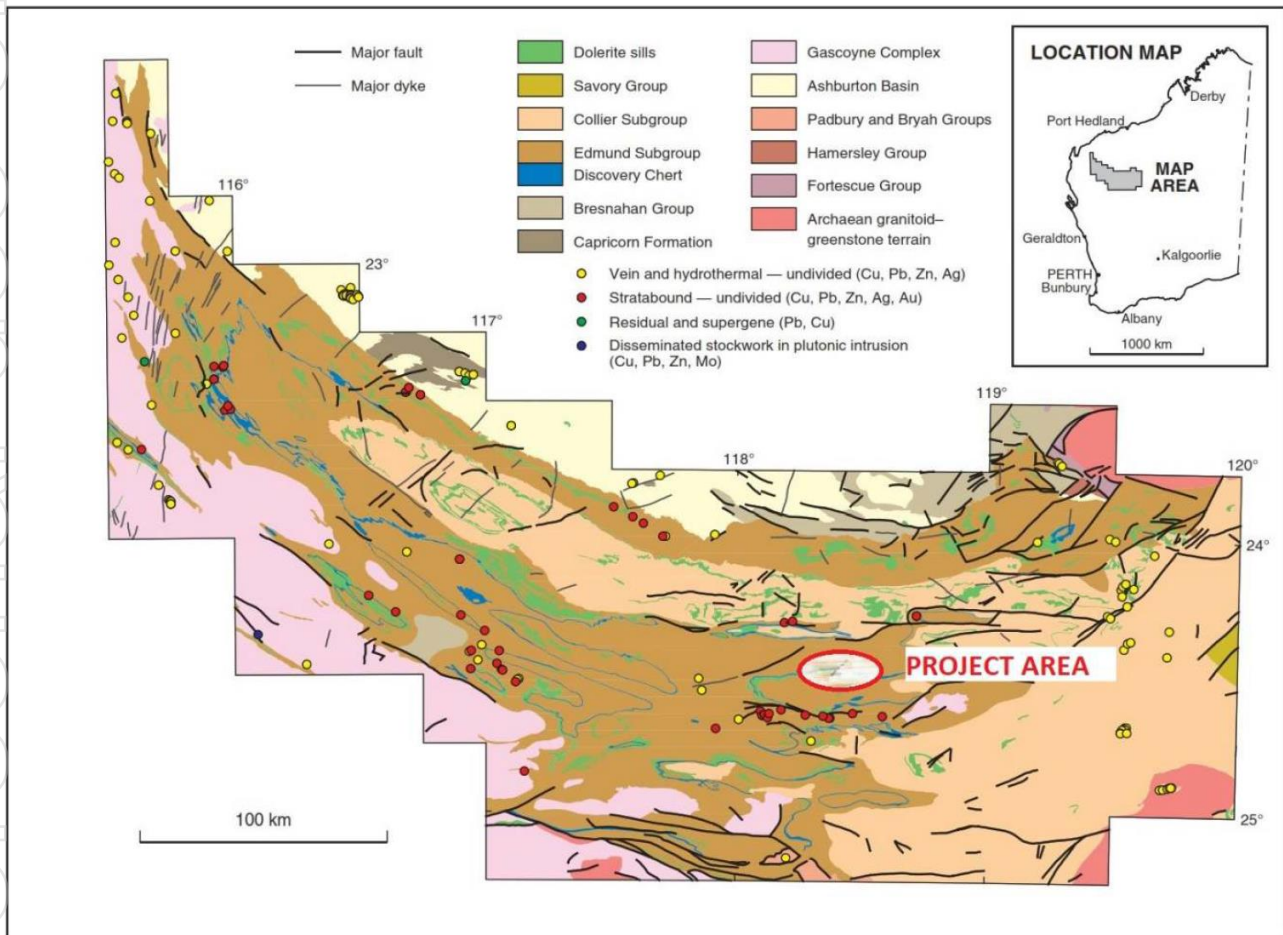 Major fault
Major dyke
Dolerite sills
Savory Group
Collier Subgroup
Edmund Subgroup
Discovery Chert
Bresnahan Group
Capricorn Formation
Gascoyne Complex
Ashburton Basin
Padbury and Bryah Groups
Hamersley Group
Fortescue Group
Archaean granitoid–
greenstone terrain
Vein and hydrothermal — undivided (Cu, Pb, Zn, Ag)
Stratabound — undivided (Cu, Pb, Zn, Ag, Au)
Residual and supergene (Pb, Cu)
Disseminated stockwork in plutonic intrusion
(Cu, Pb, Zn, Mo)
LOCATION MAP
Derby
Port Hedland
MAP
AREA
Geraldton
Kalgoorlie
PERTH
Bunbury
Albany
1000 km
116°
23°
117°
118°
119°
120°
24°
PROJECT AREA
25°
100 km